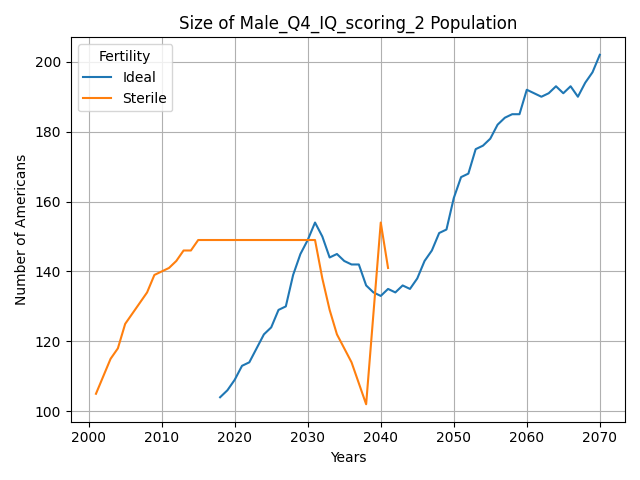 Size of Male_Q4_IQ_scoring_2 Population
Fertility
Ideal
Sterile
Number of Americans
200
180
160
140
120
100
2000 2010 2020 2030 2040 2050 2060 2070
Years